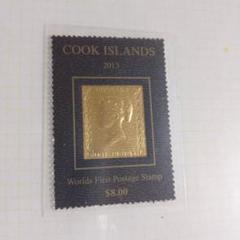 COOK ISLANDS
2013
Worlds First Postage Stamp
$8.00